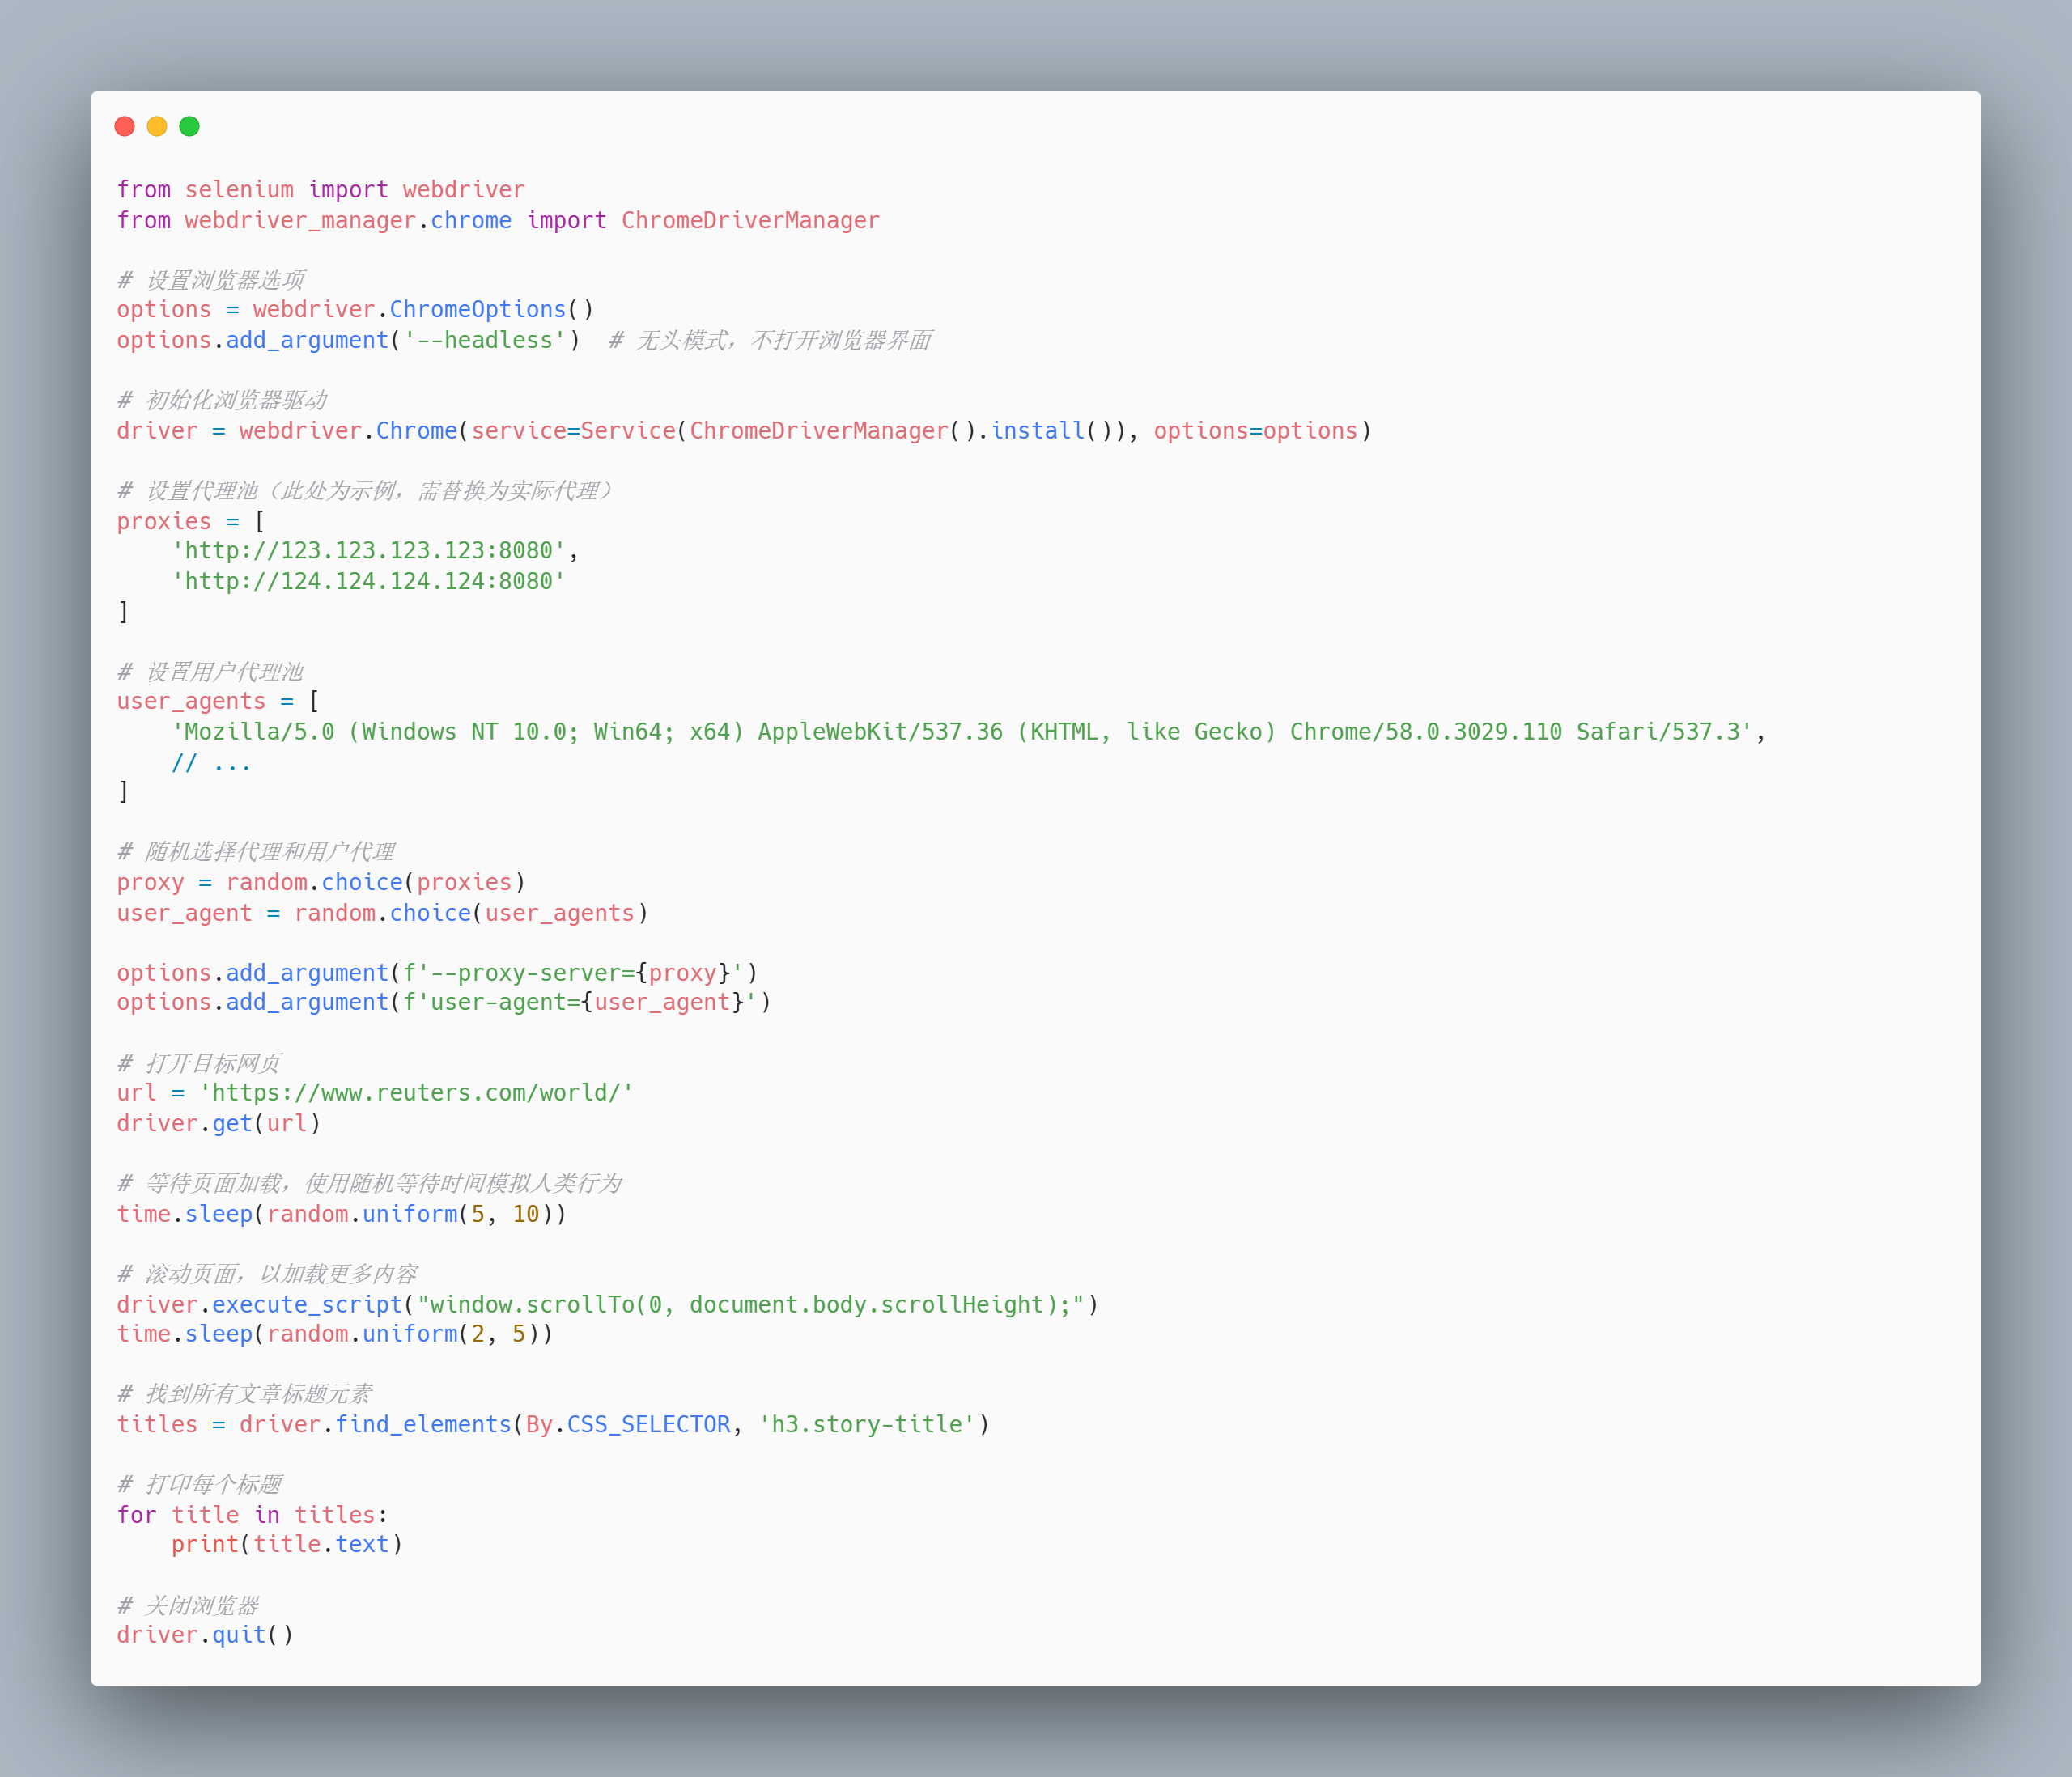 from selenium import webdriver
from webdriver_manager.chrome import ChromeDriverManager
# 设置浏览器选项
options = webdriver.ChromeOptions()
options.add_argument('--headless')  # 无头模式，不打开浏览器界面
# 初始化浏览器驱动
driver = webdriver.Chrome(service=Service(ChromeDriverManager().install()), options=options)
# 设置代理池（此处为示例，需替换为实际代理）
proxies = [
    'http://123.123.123.123:8080',
    'http://124.124.124.124:8080'
]
# 设置用户代理池
user_agents = [
    'Mozilla/5.0 (Windows NT 10.0; Win64; x64) AppleWebKit/537.36 (KHTML, like Gecko) Chrome/58.0.3029.110 Safari/537.3',
    // ...
]
# 随机选择代理和用户代理
proxy = random.choice(proxies)
user_agent = random.choice(user_agents)
options.add_argument(f'--proxy-server={proxy}')
options.add_argument(f'user-agent={user_agent}')
# 打开目标网页
url = 'https://www.reuters.com/world/'
driver.get(url)
# 等待页面加载，使用随机等待时间模拟人类行为
time.sleep(random.uniform(5, 10))
# 滚动页面，以加载更多内容
driver.execute_script("window.scrollTo(0, document.body.scrollHeight);")
time.sleep(random.uniform(2, 5))
# 找到所有文章标题元素
titles = driver.find_elements(By.CSS_SELECTOR, 'h3.story-title')
# 打印每个标题
for title in titles:
    print(title.text)
# 关闭浏览器
driver.quit()